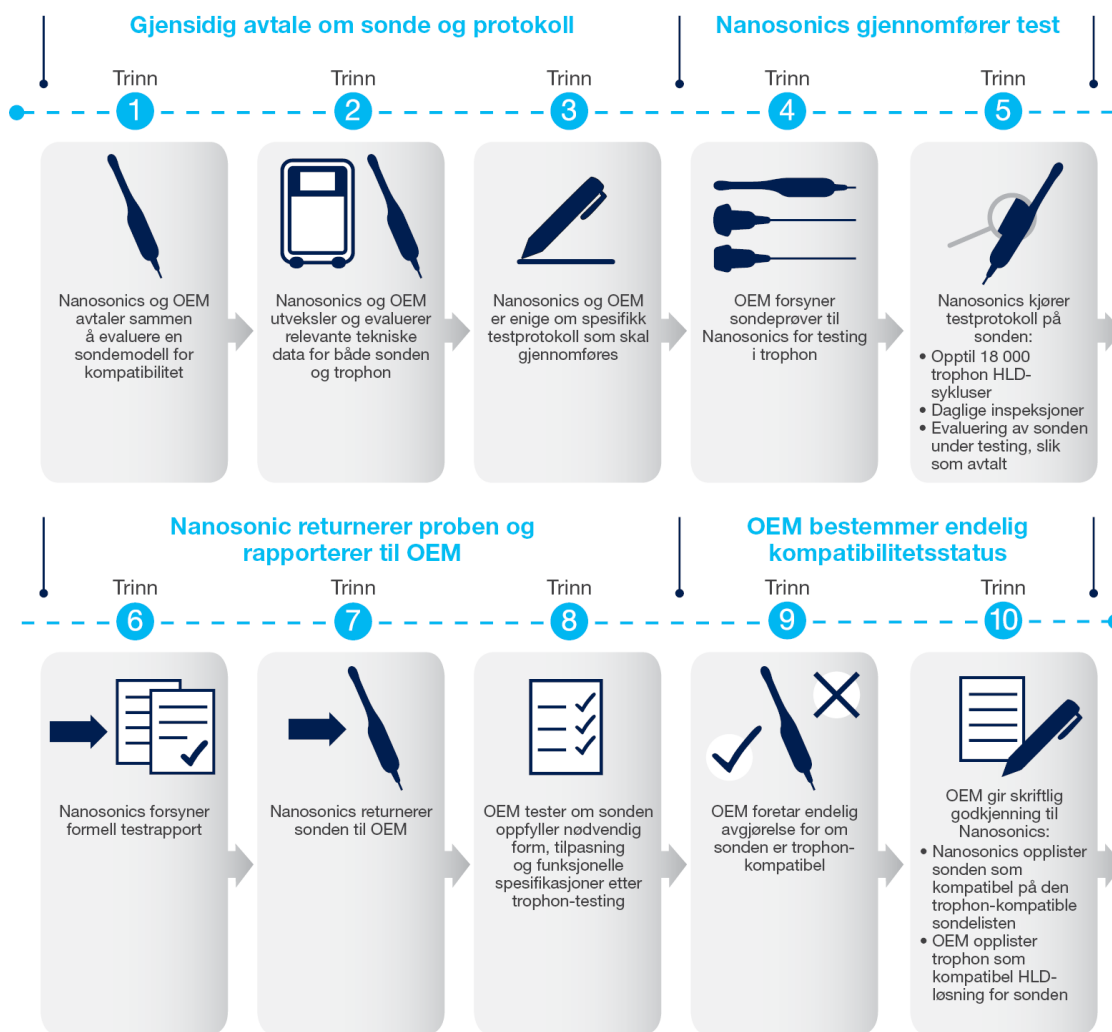 Gjensidig avtale om sonde og protokoll
Nanosonics gjennomfører test
Trinn
1
Nanosonics og OEM
avtaler sammen
å evaluere en
sondemodell for
kompatibilitet
Trinn
2
Nanosonics og OEM
utveksler og evaluerer
relevante tekniske
data for både sonden
og trophon
Trinn
3
Nanosonics og OEM
er enige om spesifikk
testprotokoll som skal
gjennomføres
Trinn
4
OEM forsyner
sondeprøver til
Nanosonics for testing
i trophon
Trinn
5
Nanosonics kjører
testprotokoll på
sonden:
• Opptil 18 000
trophon HLD-
sykluser
• Daglige inspeksjoner
• Evaluering av sonden
under testing, slik
som avtalt
Nanosonic returnerer proben og
rapporterer til OEM
OEM bestemmer endelig
kompatibilitetsstatus
Trinn
6
Nanosonics forsyner
formell testrapport
Trinn
7
Nanosonics returnerer
sonden til OEM
Trinn
8
OEM tester om sonden
oppfyller nødvendig
form, tilpasning
og funksjonelle
spesifikasjoner etter
trophon-testing
Trinn
9
OEM foretar endelig
avgjørelse for om
sonden er trophon-
kompatibel
Trinn
10
OEM gir skriftlig
godkjenning til
Nanosonics:
• Nanosonics opplister
sonden som
kompatibel på den
trophon-kompatible
sondelisten
• OEM opplister
trophon som
kompatibel HLD-
løsning for sonden